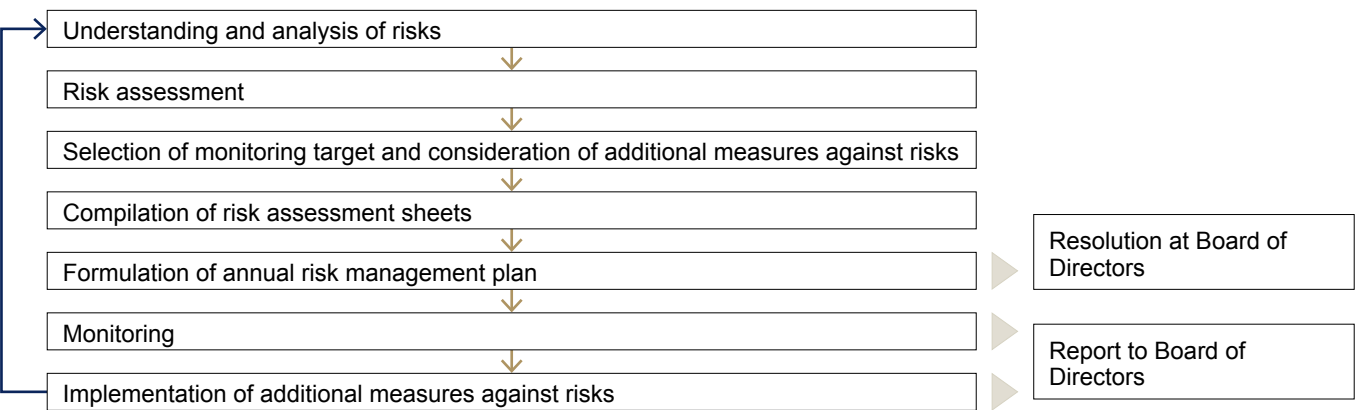 Understanding and analysis of risks
Risk assessment
Selection of monitoring target and consideration of additional measures against risks
Compilation of risk assessment sheets
Formulation of annual risk management plan
Resolution at Board of
Directors
Monitoring
Implementation of additional measures against risks
Report to Board of
Directors